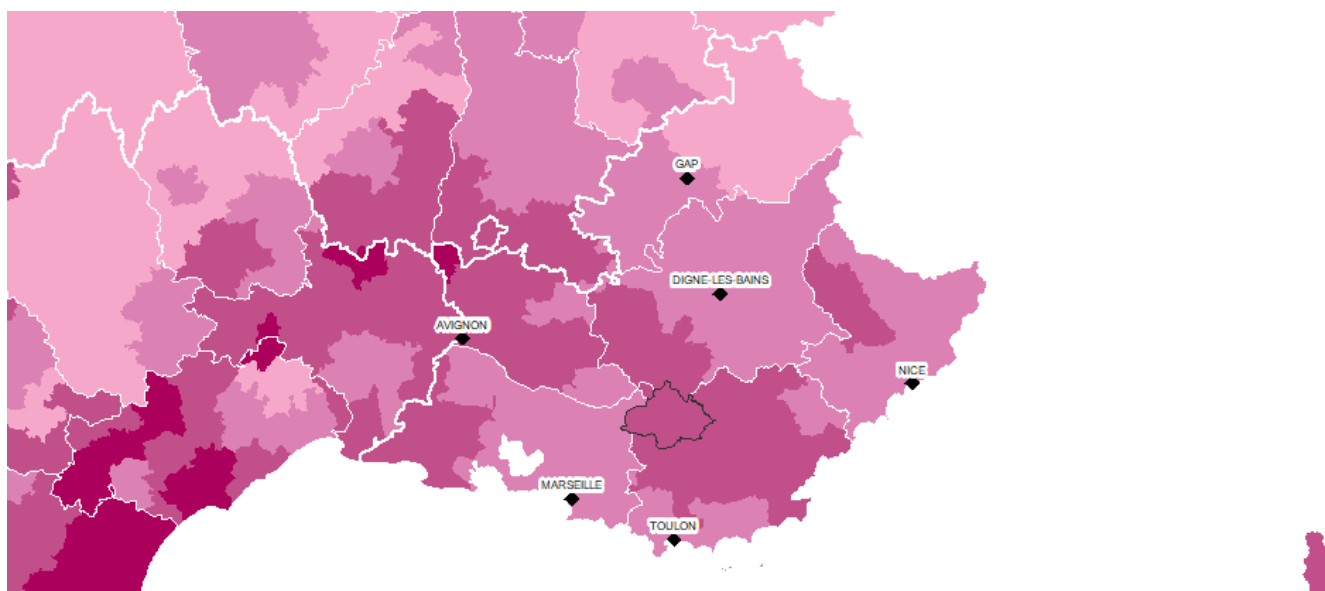 GAP
DIGNE-LES-BAINS
AVIGNON
NICE
MARSEILLE
TOULON